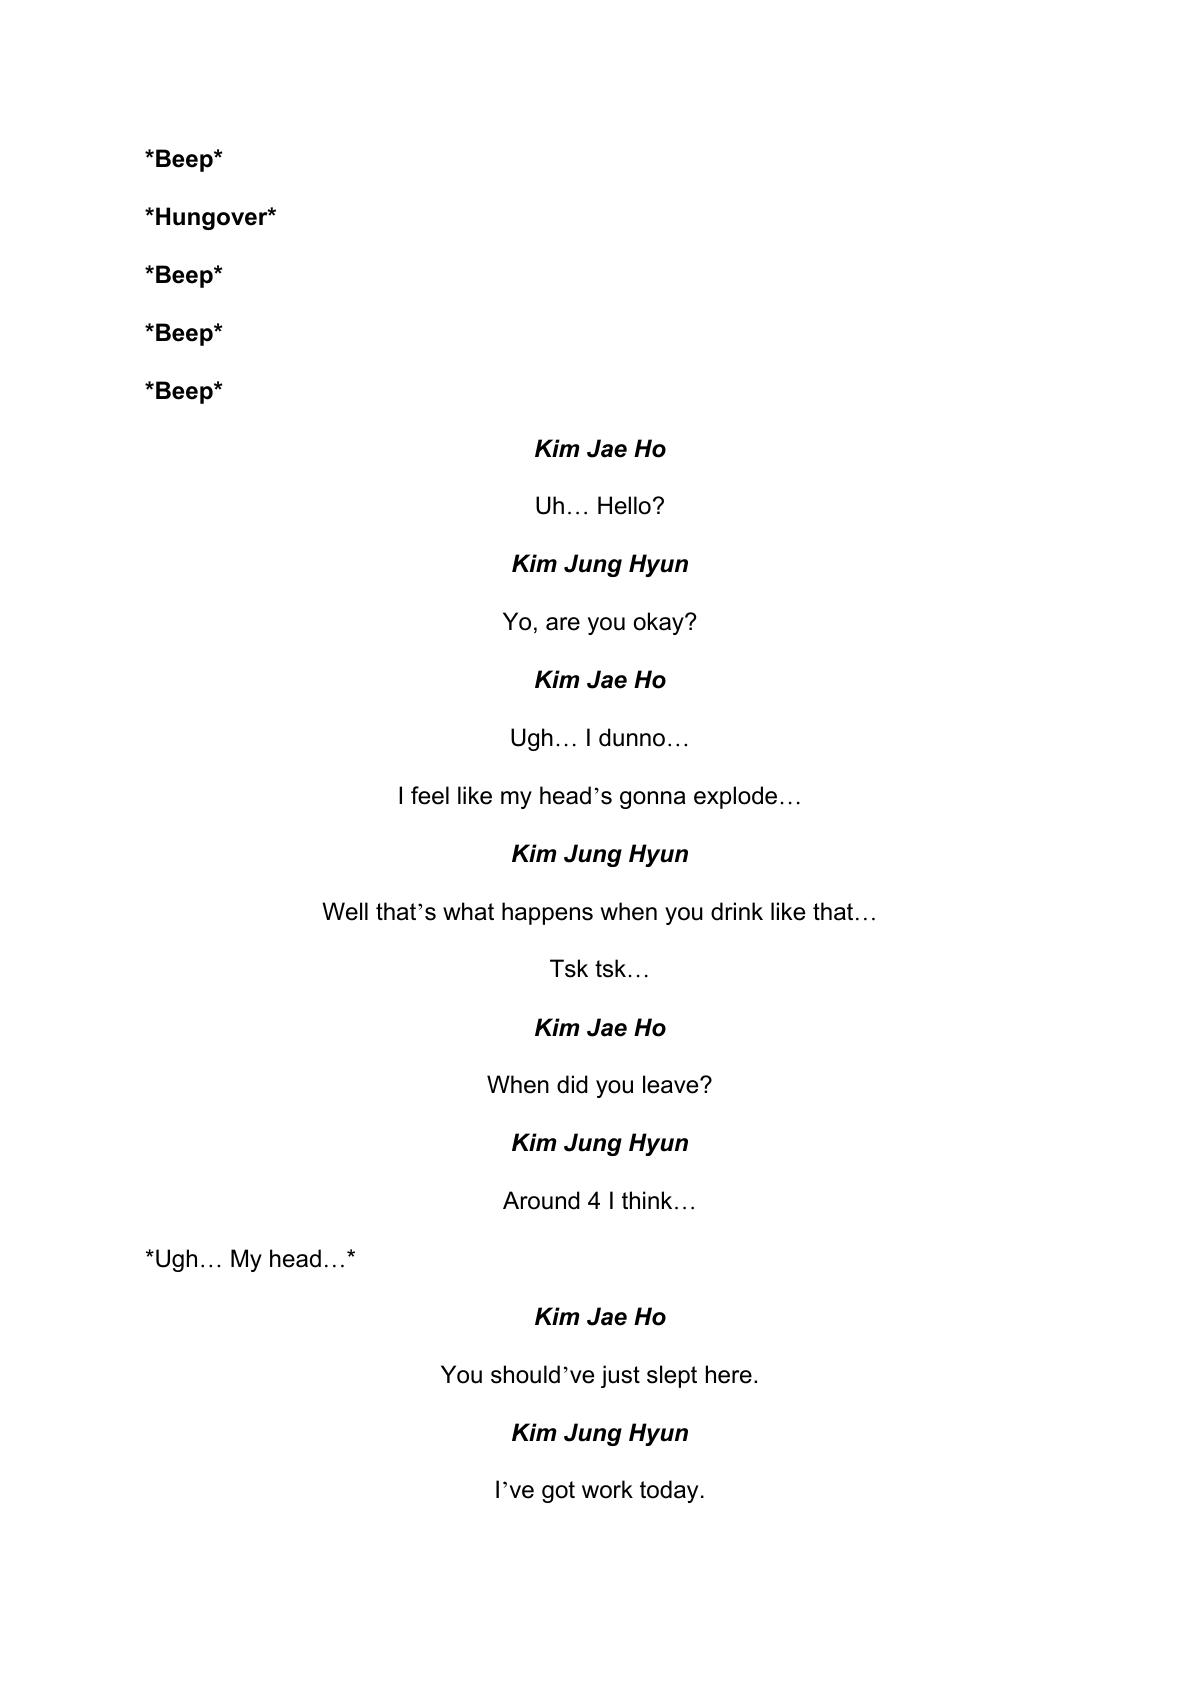 *Beep*
*Hungover*
*Beep*
*Beep*
*Beep*
Kim Jae Ho
Uh… Hello?
Kim Jung Hyun
Yo, are you okay?
Kim Jae Ho
Ugh… I dunno…
I feel like my head’s gonna explode…
Kim Jung Hyun
Well that’s what happens when you drink like that…
Tsk tsk…
Kim Jae Ho
When did you leave?
Kim Jung Hyun
Around 4 I think…
*Ugh… My head…*
Kim Jae Ho
You should’ve just slept here.
Kim Jung Hyun
I’ve got work today.